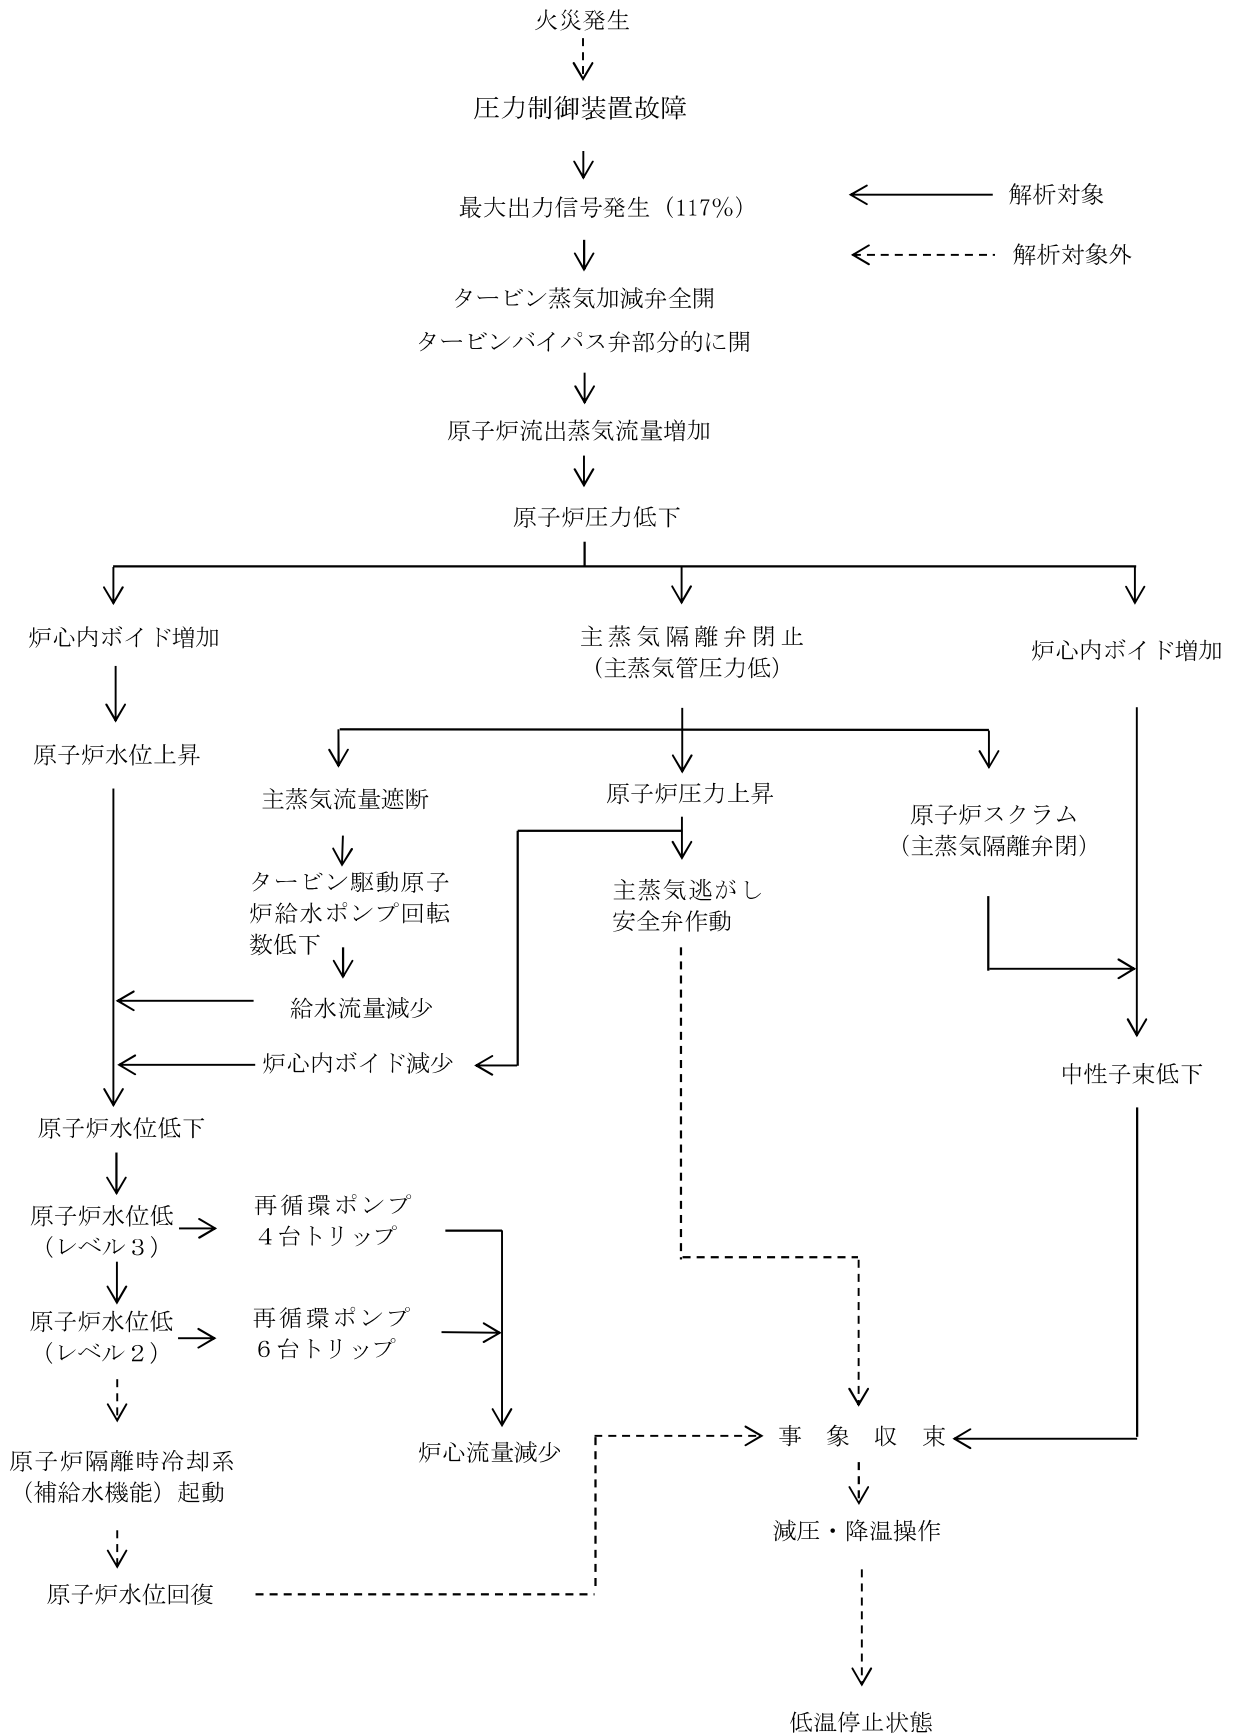 火災発生
圧力制御装置故障
最大出力信号発生（117％）
解析対象
解析対象外
タービン蒸気加減弁全開
タービンバイパス弁部分的に開
原子炉流出蒸気流量増加
原子炉圧力低下
炉心内ボイド増加
主蒸気隔離弁閉止
（主蒸気管圧力低）
炉心内ボイド増加
原子炉水位上昇
主蒸気流量遮断
原子炉圧力上昇
原子炉スクラム
（主蒸気隔離弁閉）
タービン駆動原子
炉給水ポンプ回転
数低下
主蒸気逃がし
安全弁作動
給水流量減少
炉心内ボイド減少
中性子束低下
原子炉水位低下
原子炉水位低
（レベル３）
再循環ポンプ
４台トリップ
原子炉水位低
（レベル２）
再循環ポンプ
６台トリップ
原子炉隔離時冷却系
（補給水機能）起動
炉心流量減少
事　象　収　束
減圧・降温操作
原子炉水位回復
低温停止状態